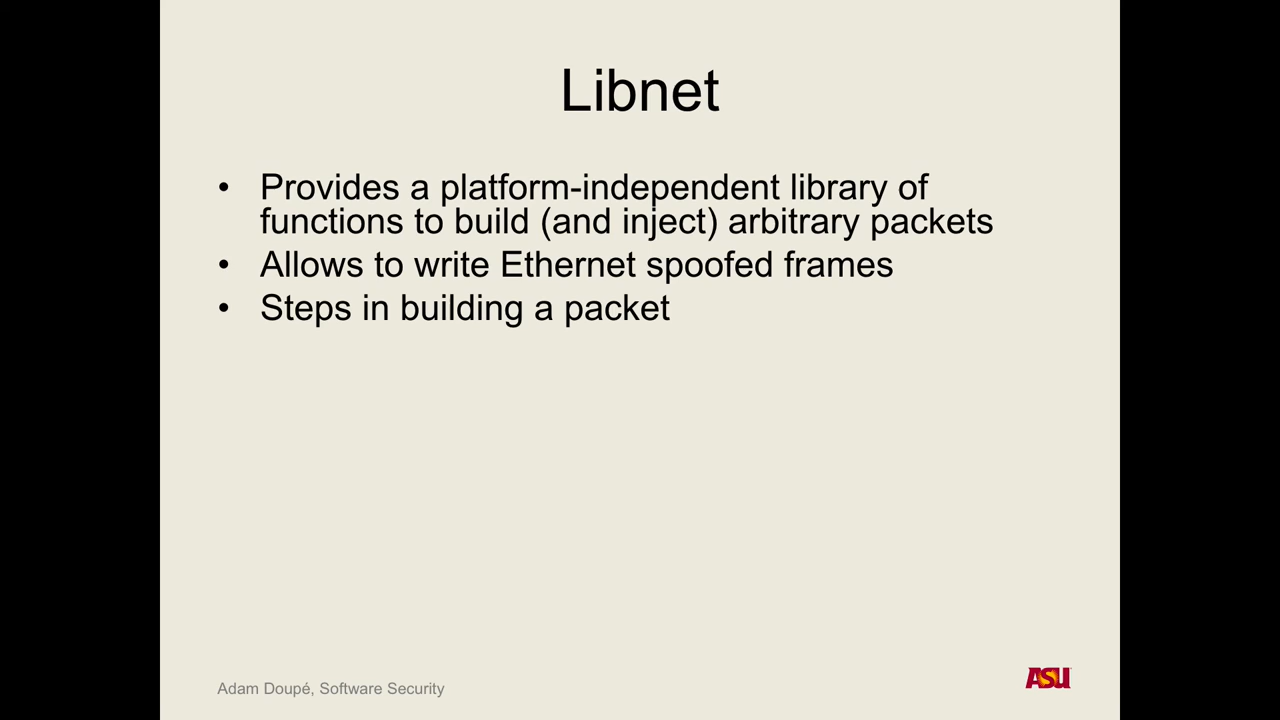 Libnet
• Provides a platform-independent library of
functions to build (and inject) arbitrary packets
• Allows to write Ethernet spoofed frames
• Steps in building a packet
Adam Doupé, Software Security
ASU